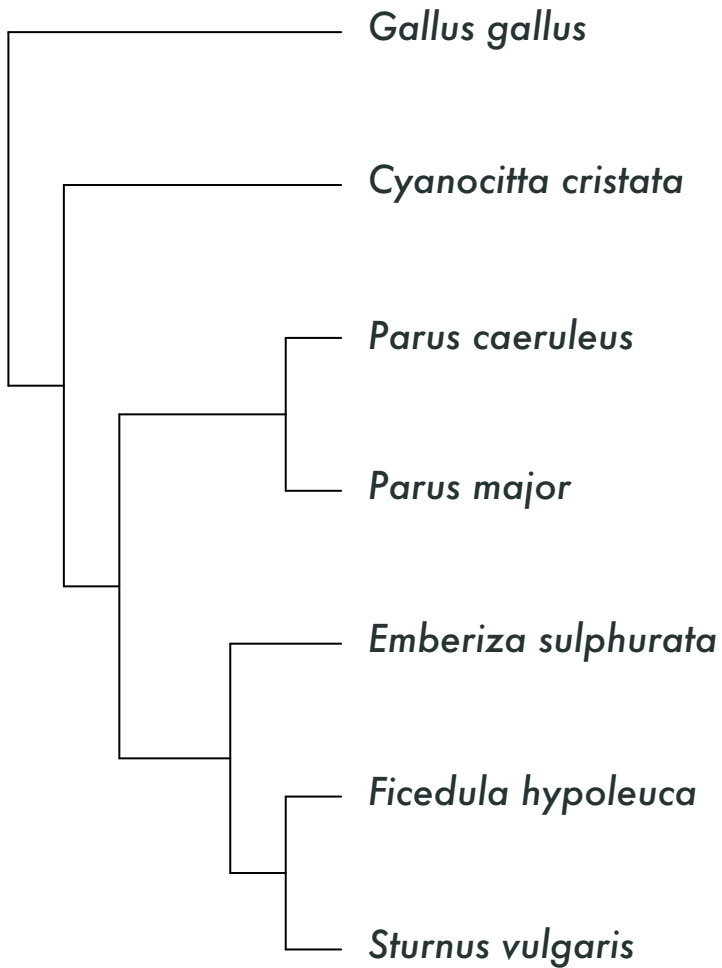 Gallus gallus
Cyanocitta cristata
Parus caeruleus
Parus major
Emberiza sulphurata
Ficedula hypoleuca
Sturnus vulgaris